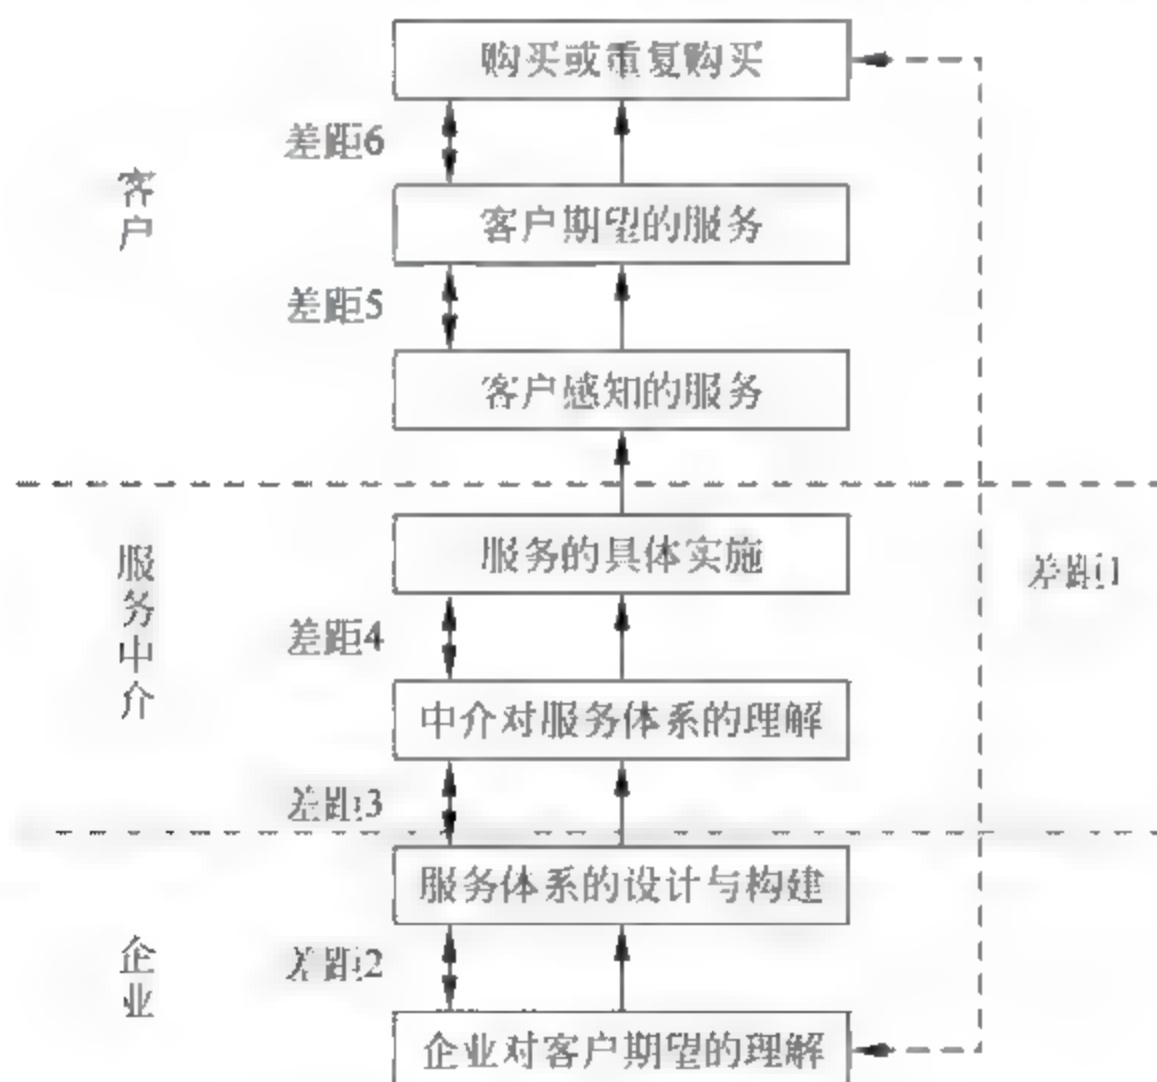 购买或重复购买
差距6
客户
客户期望的服务
差距5
客户感知的服务
服务的具体实施
服务中介
差距1
差距4
中介对服务体系的理解
差距3
服务体系的设计与构建
企业
差距2
企业对客户期望的理解